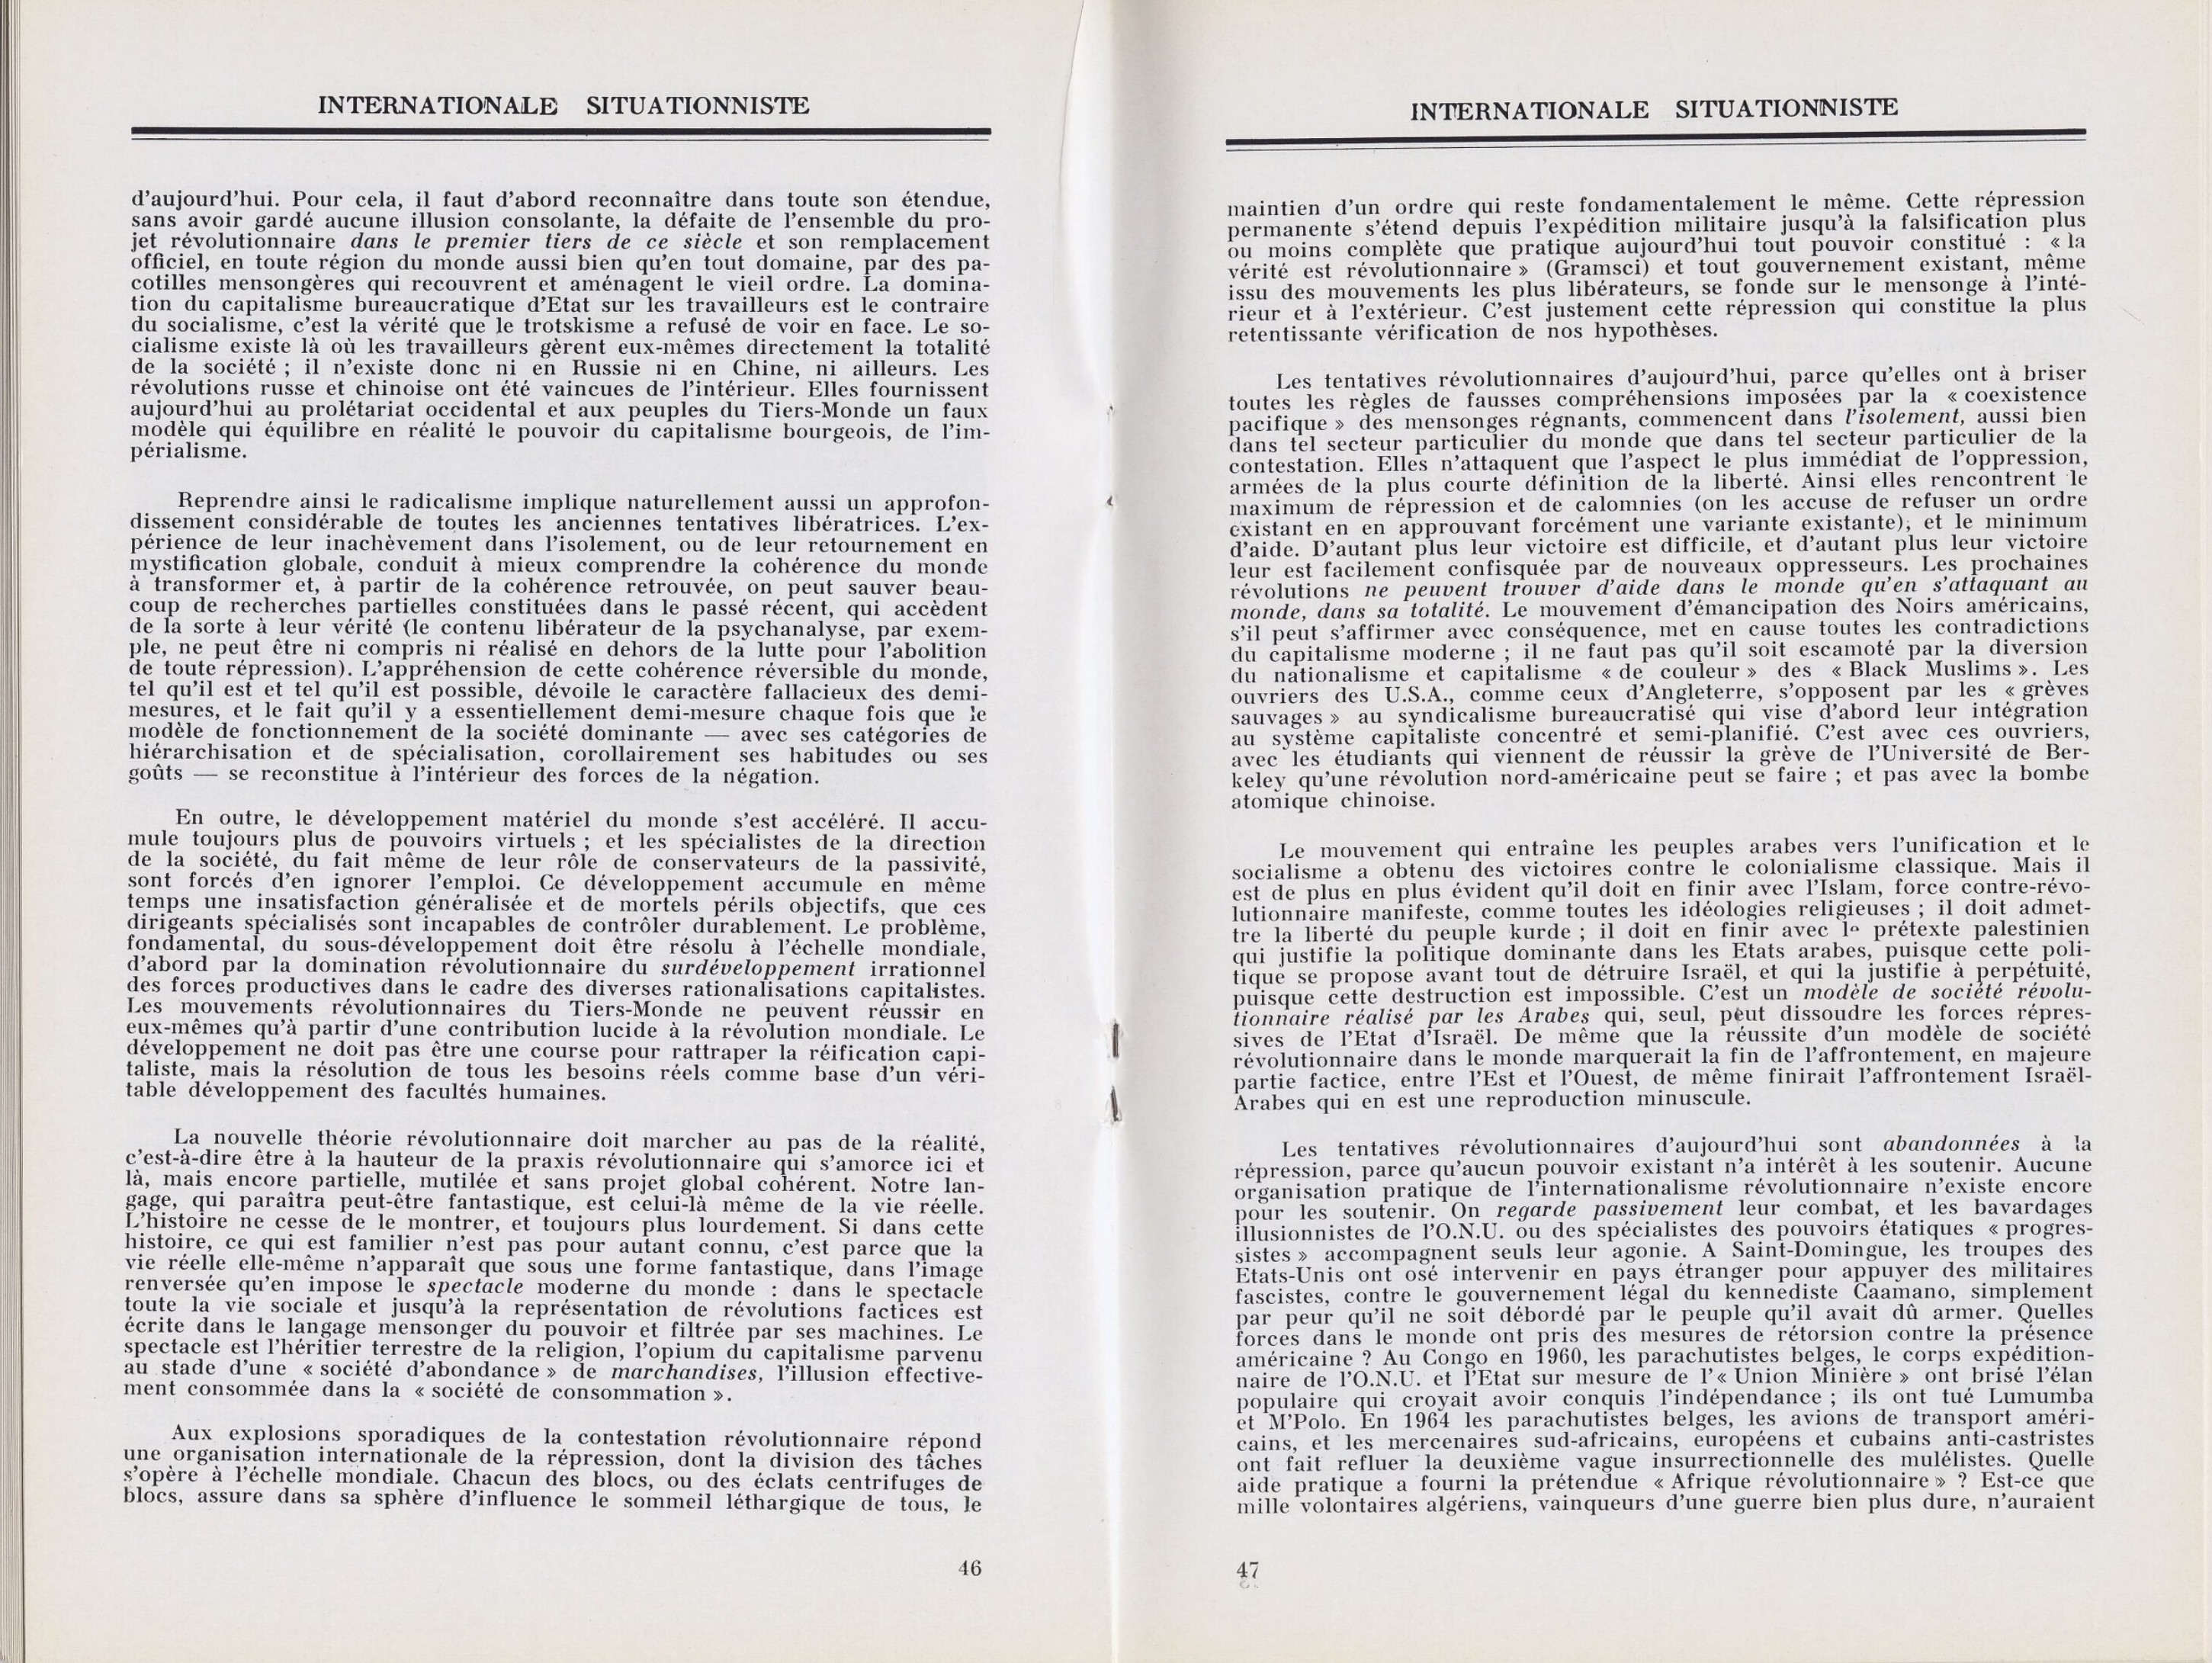 INTERNATIONALE SITUATIONNISTE
d'aujourd'hui. Pour cela, il faut d'abord reconnaître dans toute son étendue,
sans avoir gardé aucune illusion consolante, la défaite de l'ensemble du pro-
jet révolutionnaire dans le premier tiers de ce siècle et son remplacement
officiel, en toute région du monde aussi bien qu'en tout domaine, par des pa-
cotilles mensongères qui recouvrent et aménagent le vieil ordre. La domina-
tion du capitalisme bureaucratique d'Etat sur les travailleurs est le contraire
du socialisme, c'est la vérité que le trotskisme a refusé de voir en face. Le so-
cialisme existe là où les travailleurs gèrent eux-mêmes directement la totalité
de la société ; il n'existe donc ni en Russie ni en Chine, ni ailleurs. Les
révolutions russe et chinoise ont été vaincues de l'intérieur. Elles fournissent
aujourd'hui au prolétariat occidental et aux peuples du Tiers-Monde un faux
modèle qui équilibre en réalité le pouvoir du capitalisme bourgeois, de l'im-
périalisme.
Reprendre ainsi le radicalisme implique naturellement aussi un approfon-
dissement considérable de toutes les anciennes tentatives libératrices. L'ex-
périence de leur inachèvement dans l'isolement, ou de leur retournement en
mystification globale, conduit à mieux comprendre la cohérence du monde
à transformer et, à partir de la cohérence retrouvée, on peut sauver beau-
coup de recherches partielles constituées dans le passé récent, qui accèdent
de la sorte à leur vérité (le contenu libérateur de la psychanalyse, par exem-
ple, ne peut être ni compris ni réalisé en dehors de la lutte pour l'abolition
de toute répression). L'appréhension de cette cohérence réversible du monde,
tel qu'il est et tel qu'il est possible, dévoile le caractère fallacieux des demi-
mesures, et le fait qu'il y a essentiellement demi-mesure chaque fois que le
modèle de fonctionnement de la société dominante — avec ses catégories de
hiérarchisation et de spécialisation, corollairement ses habitudes ou ses
goûts — se reconstitue à l'intérieur des forces de la négation.
En outre, le développement matériel du monde s'est accéléré. Il accu-
mule toujours plus de pouvoirs virtuels ; et les spécialistes de la direction
de la société, du fait même de leur rôle de conservateurs de la passivité,
sont forcés d'en ignorer l'emploi. Ce développement accumule en même
temps une insatisfaction généralisée et de mortels périls objectifs, que ces
dirigeants spécialisés sont incapables de contrôler durablement. Le problème,
fondamental, du sous-développement doit être résolu à l'échelle mondiale,
d'abord par la domination révolutionnaire du surdéveloppement irrationnel
des forces productives dans le cadre des diverses rationalisations capitalistes.
Les mouvements révolutionnaires du Tiers-Monde ne peuvent réussir en
eux-mêmes qu'à partir d'une contribution lucide à la révolution mondiale. Le
développement ne doit pas être une course pour rattraper la réification capi-
taliste, mais la résolution de tous les besoins réels comme base d'un véri-
table développement des facultés humaines.
La nouvelle théorie révolutionnaire doit marcher au pas de la réalité,
c'est-à-dire être à la hauteur de la praxis révolutionnaire qui s'amorce ici et
là, mais encore partielle, mutilée et sans projet global cohérent. Notre lan-
gage, qui paraîtra peut-être fantastique, est celui-là même de la vie réelle.
L'histoire ne cesse de le montrer, et toujours plus lourdement. Si dans cette
histoire, ce qui est familier n'est pas pour autant connu, c'est parce que la
vie réelle elle-même n'apparaît que sous une forme fantastique, dans l'image
renversée qu'en impose le spectacle moderne du monde : dans le spectacle
toute la vie sociale et jusqu'à la représentation de révolutions factices est
écrite dans le langage mensonger du pouvoir et filtrée par ses machines. Le
spectacle est l'héritier terrestre de la religion, l'opium du capitalisme parvenu
au stade d'une « société d'abondance » de marchandises, l'illusion effective-
ment consommée dans la « société de consommation ».
Aux explosions sporadiques de la contestation révolutionnaire répond
une organisation internationale de la répression, dont la division des tâches
s'opère à l'échelle mondiale. Chacun des blocs, ou des éclats centrifuges de
blocs, assure dans sa sphère d'influence le sommeil léthargique de tous, le
46
INTERNATIONALE SITUATIONNISTE
maintien d'un ordre qui reste fondamentalement le même. Cette répression
permanente s'étend depuis l'expédition militaire jusqu'à la falsification plus
ou moins complète que pratique aujourd'hui tout pouvoir constitué : « la
vérité est révolutionnaire » (Gramsci) et tout gouvernement existant, même
issu des mouvements les plus libérateurs, se fonde sur le mensonge à l'inté-
rieur et à l'extérieur. C'est justement cette répression qui constitue la plus
retentissante vérification de nos hypothèses.
Les tentatives révolutionnaires d'aujourd'hui, parce qu'elles ont à briser
toutes les règles de fausses compréhensions imposées par la « coexistence
pacifique » des mensonges régnants, commencent dans l'isolement, aussi bien
dans tel secteur particulier du monde que dans tel secteur particulier de la
contestation. Elles n'attaquent que l'aspect le plus immédiat de l'oppression,
armées de la plus courte définition de la liberté. Ainsi elles rencontrent le
maximum de répression et de calomnies (on les accuse de refuser un ordre
existant en en approuvant forcément une variante existante), et le minimum
d'aide. D'autant plus leur victoire est difficile, et d'autant plus leur victoire
leur est facilement confisquée par de nouveaux oppresseurs. Les prochaines
révolutions ne peuvent trouver d'aide dans le monde qu'en s'attaquant au
monde, dans sa totalité. Le mouvement d'émancipation des Noirs américains,
s'il peut s'affirmer avec conséquence, met en cause toutes les contradictions
du capitalisme moderne ; il ne faut pas qu'il soit escamoté par la diversion
du nationalisme et capitalisme « de couleur » des « Black Muslims ». Les
ouvriers des U.S.A., comme ceux d'Angleterre, s'opposent par les « grèves
sauvages » au syndicalisme bureaucratisé qui vise d'abord leur intégration
au système capitaliste concentré et semi-planifié. C'est avec ces ouvriers,
avec les étudiants qui viennent de réussir la grève de l'Université de Ber-
keley qu'une révolution nord-américaine peut se faire ; et pas avec la bombe
atomique chinoise.
Le mouvement qui entraîne les peuples arabes vers l'unification et le
socialisme a obtenu des victoires contre le colonialisme classique. Mais il
est de plus en plus évident qu'il doit en finir avec l'Islam, force contre-révo-
lutionnaire manifeste, comme toutes les idéologies religieuses ; il doit admet-
tre la liberté du peuple kurde ; il doit en finir avec le prétexte palestinien
qui justifie la politique dominante dans les Etats arabes, puisque cette poli-
tique se propose avant tout de détruire Israël, et qui la justifie à perpétuité,
puisque cette destruction est impossible. C'est un modèle de société révolu-
tionnaire réalisé par les Arabes qui, seul, peut dissoudre les forces répres-
sives de l'Etat d'Israël. De même que la réussite d'un modèle de société
révolutionnaire dans le monde marquerait la fin de l'affrontement, en majeure
partie factice, entre l'Est et l'Ouest, de même finirait l'affrontement Israël-
Arabes qui en est une reproduction minuscule.
Les tentatives révolutionnaires d'aujourd'hui sont abandonnées à la
répression, parce qu'aucun pouvoir existant n'a intérêt à les soutenir. Aucune
organisation pratique de l'internationalisme révolutionnaire n'existe encore
pour les soutenir. On regarde passivement leur combat, et les bavardages
illusionnistes de l'O.N.U. ou des spécialistes des pouvoirs étatiques « progres-
sistes » accompagnent seuls leur agonie. A Saint-Domingue, les troupes des
Etats-Unis ont osé intervenir en pays étranger pour appuyer des militaires
fascistes, contre le gouvernement légal du kennediste Caamano, simplement
par peur qu'il ne soit débordé par le peuple qu'il avait dû armer. Quelles
forces dans le monde ont pris des mesures de rétorsion contre la présence
américaine ? Au Congo en 1960, les parachutistes belges, le corps expédition-
naire de l'O.N.U. et l'Etat sur mesure de l'« Union Minière » ont brisé l'élan
populaire qui croyait avoir conquis l'indépendance ; ils ont tué Lumumba
et M'Polo. En 1964 les parachutistes belges, les avions de transport améri-
cains, et les mercenaires sud-africains, européens et cubains anti-castristes
ont fait refluer la deuxième vague insurrectionnelle des mulélistes. Quelle
aide pratique a fourni la prétendue « Afrique révolutionnaire » ? Est-ce que
mille volontaires algériens, vainqueurs d'une guerre bien plus dure, n'auraient
47